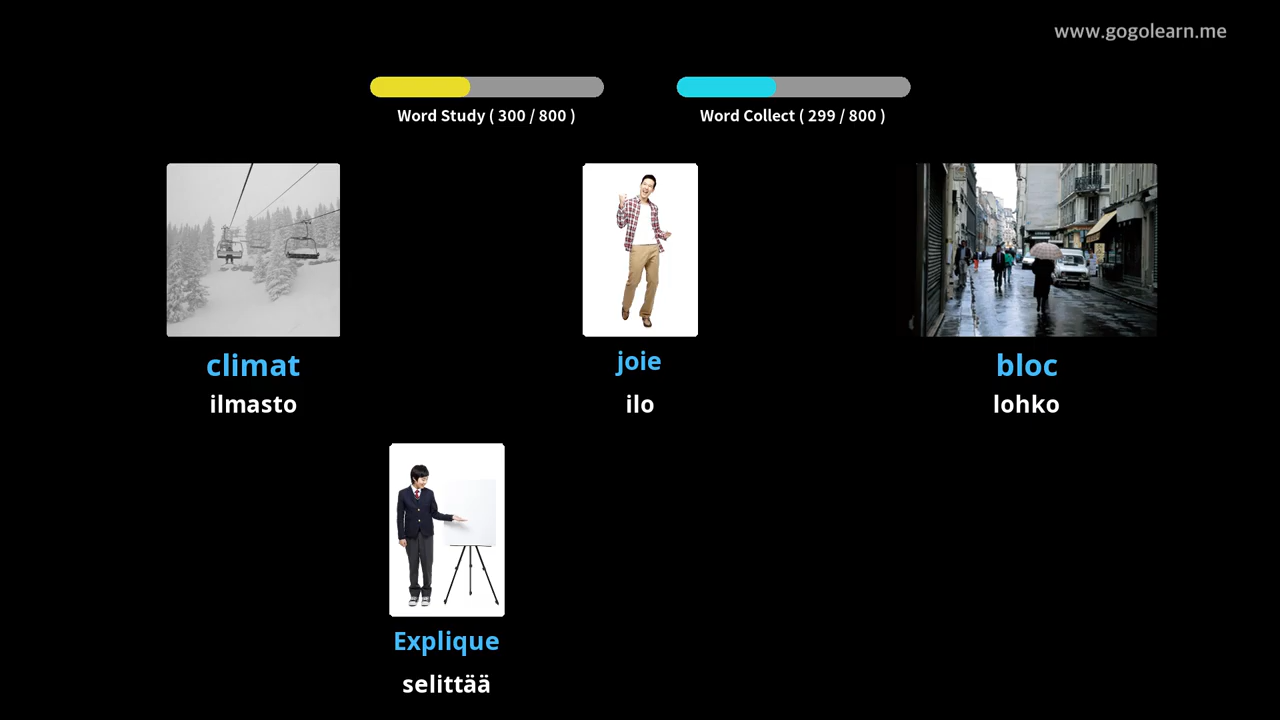 www.gogolearn.me
Word Study ( 300 / 800 )
Word Collect ( 299 / 800 )
climat
ilmasto
joie
ilo
bloc
lohko
Explique
selittää